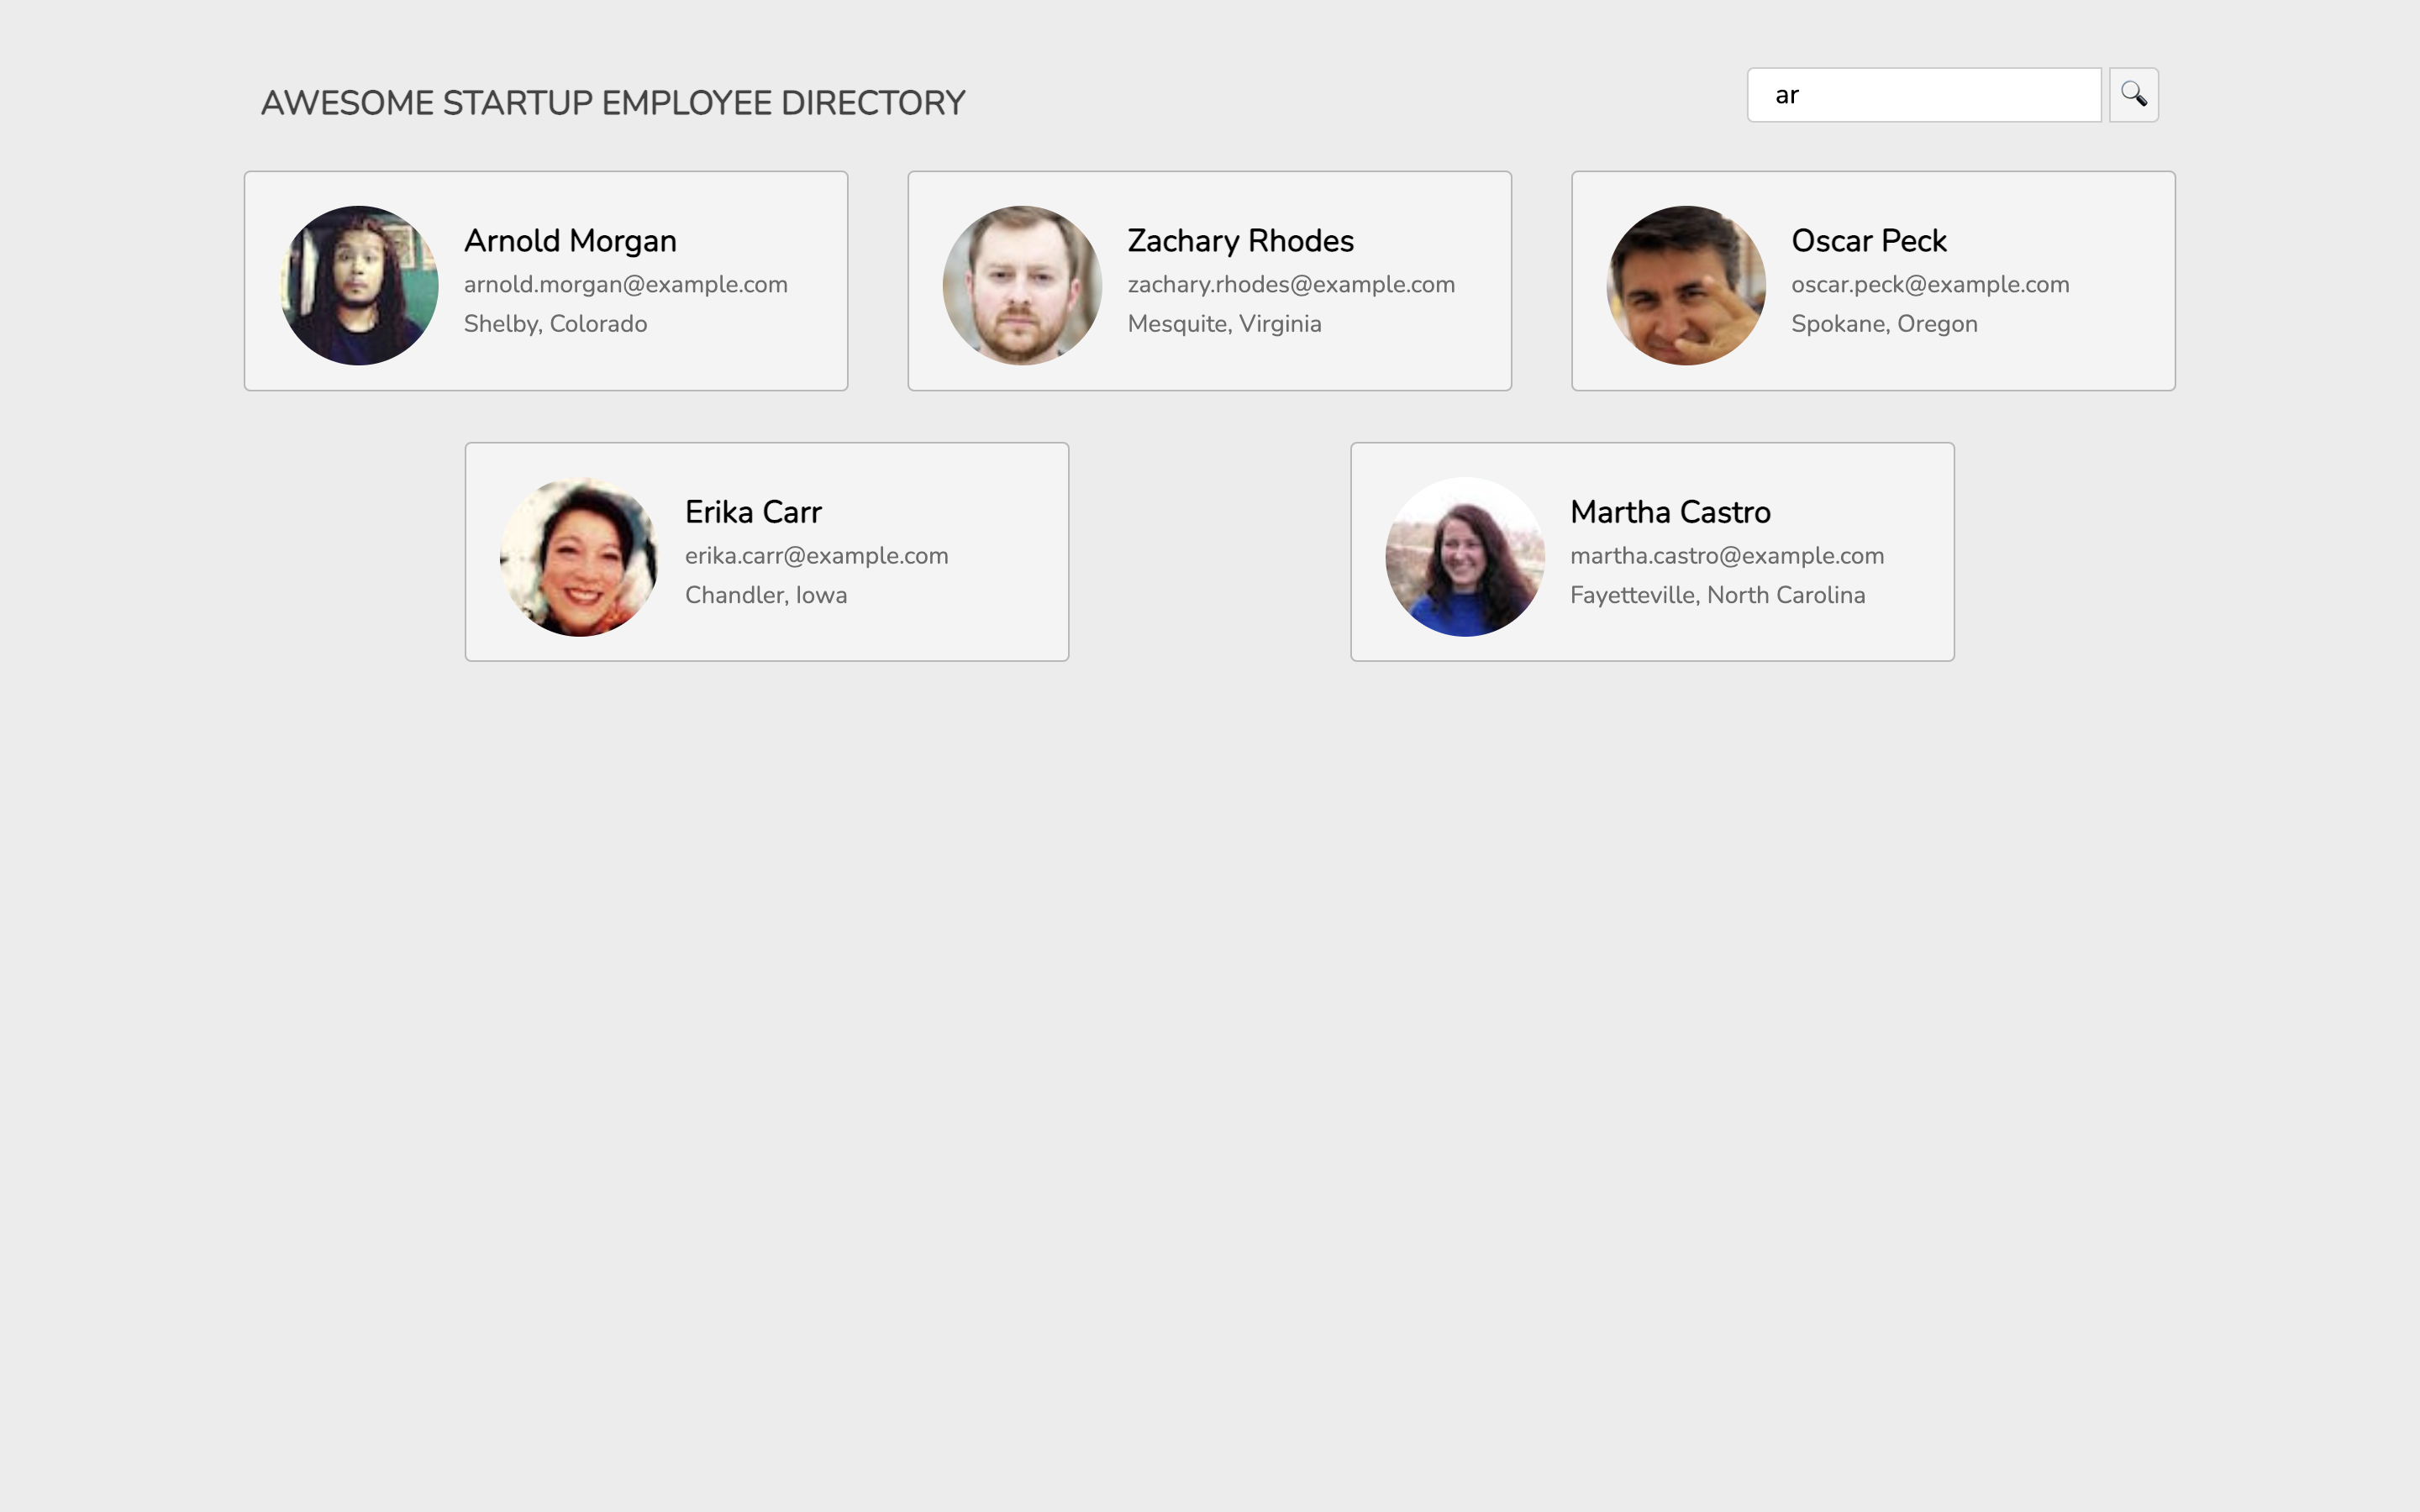 AWESOME STARTUP EMPLOYEE DIRECTORY
ar
Arnold Morgan
arnold.morgan@example.com
Shelby, Colorado
Zachary Rhodes
zachary.rhodes@example.com
Mesquite, Virginia
Oscar Peck
oscar.peck@example.com
Spokane, Oregon
Erika Carr
erika.carr@example.com
Chandler, Iowa
Martha Castro
martha.castro@example.com
Fayetteville, North Carolina